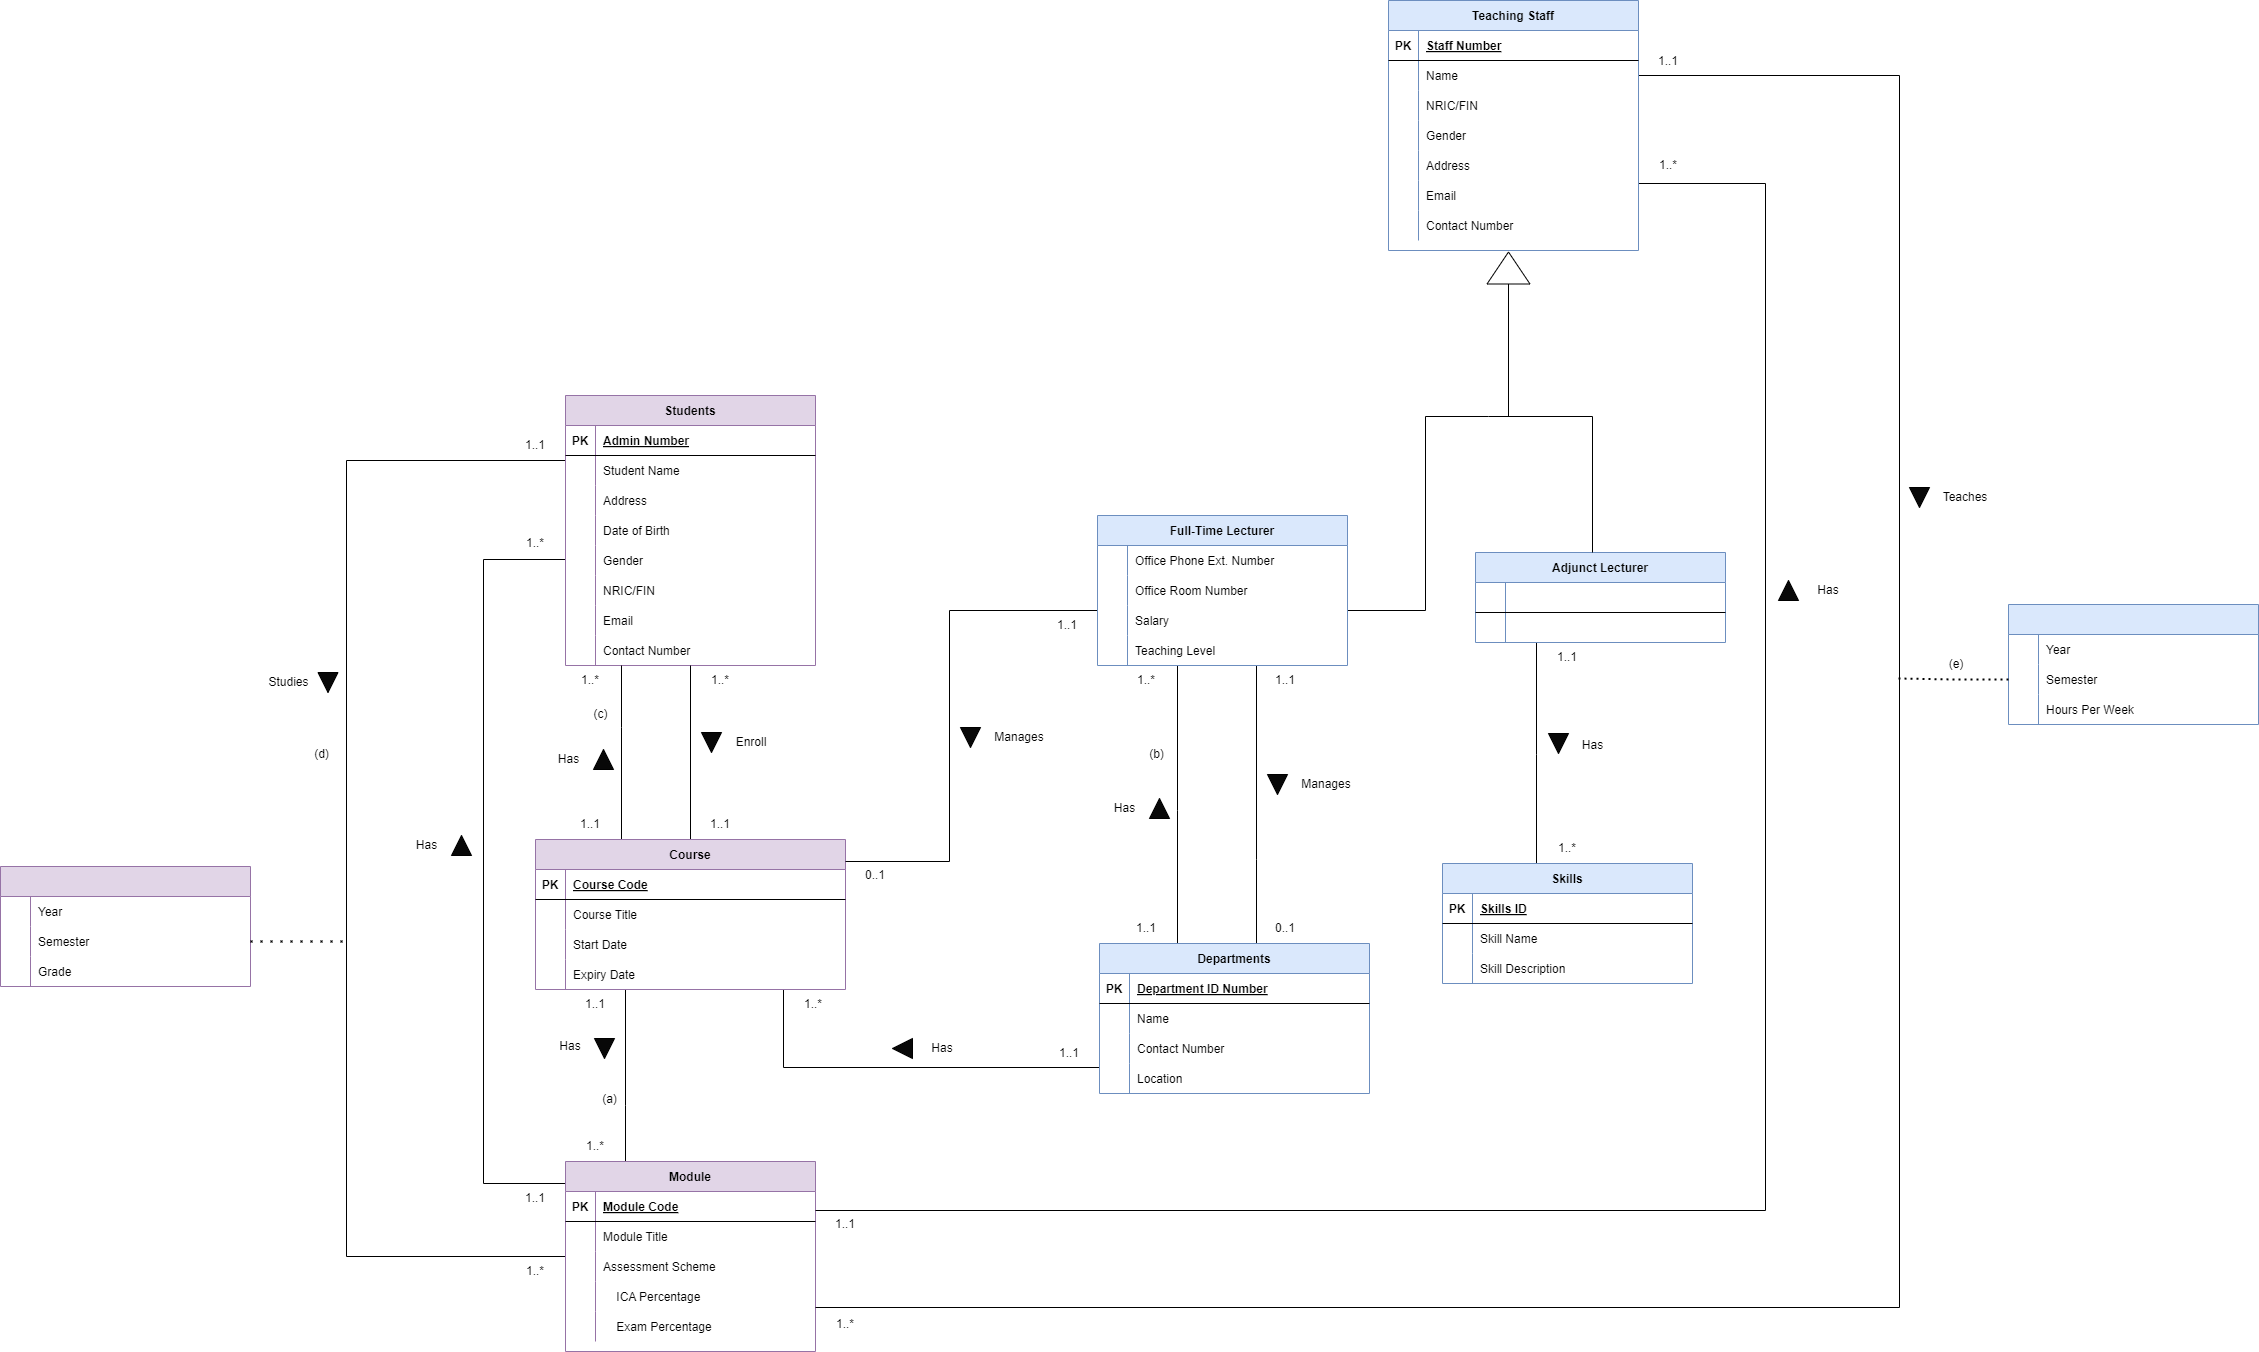 Teaching Staff
PK Staff Number
Name
NRIC/FIN
Gender
Address
Email
Contact Number
1..1
1..*
Students
PK Admin Number
Student Name
Address
Date of Birth
Gender
NRIC/FIN
Email
Contact Number
1..1
1..*
Full-Time Lecturer
Office Phone Ext. Number
Office Room Number
Salary
Teaching Level
1..1
Adjunct Lecturer
1..1
Teaches
Has
Year
Semester
Hours Per Week
(e)
Studies
(d)
1..*
(c)
Has
1..1
1..*
Enroll
1..1
Manages
0..1
1..*
(b)
Has
1..1
1..1
Manages
0..1
Has
1..*
Has
Year
Semester
Grade
Course
PK Course Code
Course Title
Start Date
Expiry Date
Skills
PK Skills ID
Skill Name
Skill Description
Departments
PK Department ID Number
Name
Contact Number
Location
1..1
Has
(a)
1..*
1..*
Has
1..1
Module
PK Module Code
Module Title
Assessment Scheme
ICA Percentage
Exam Percentage
1..1
1..*
1..1
1..*